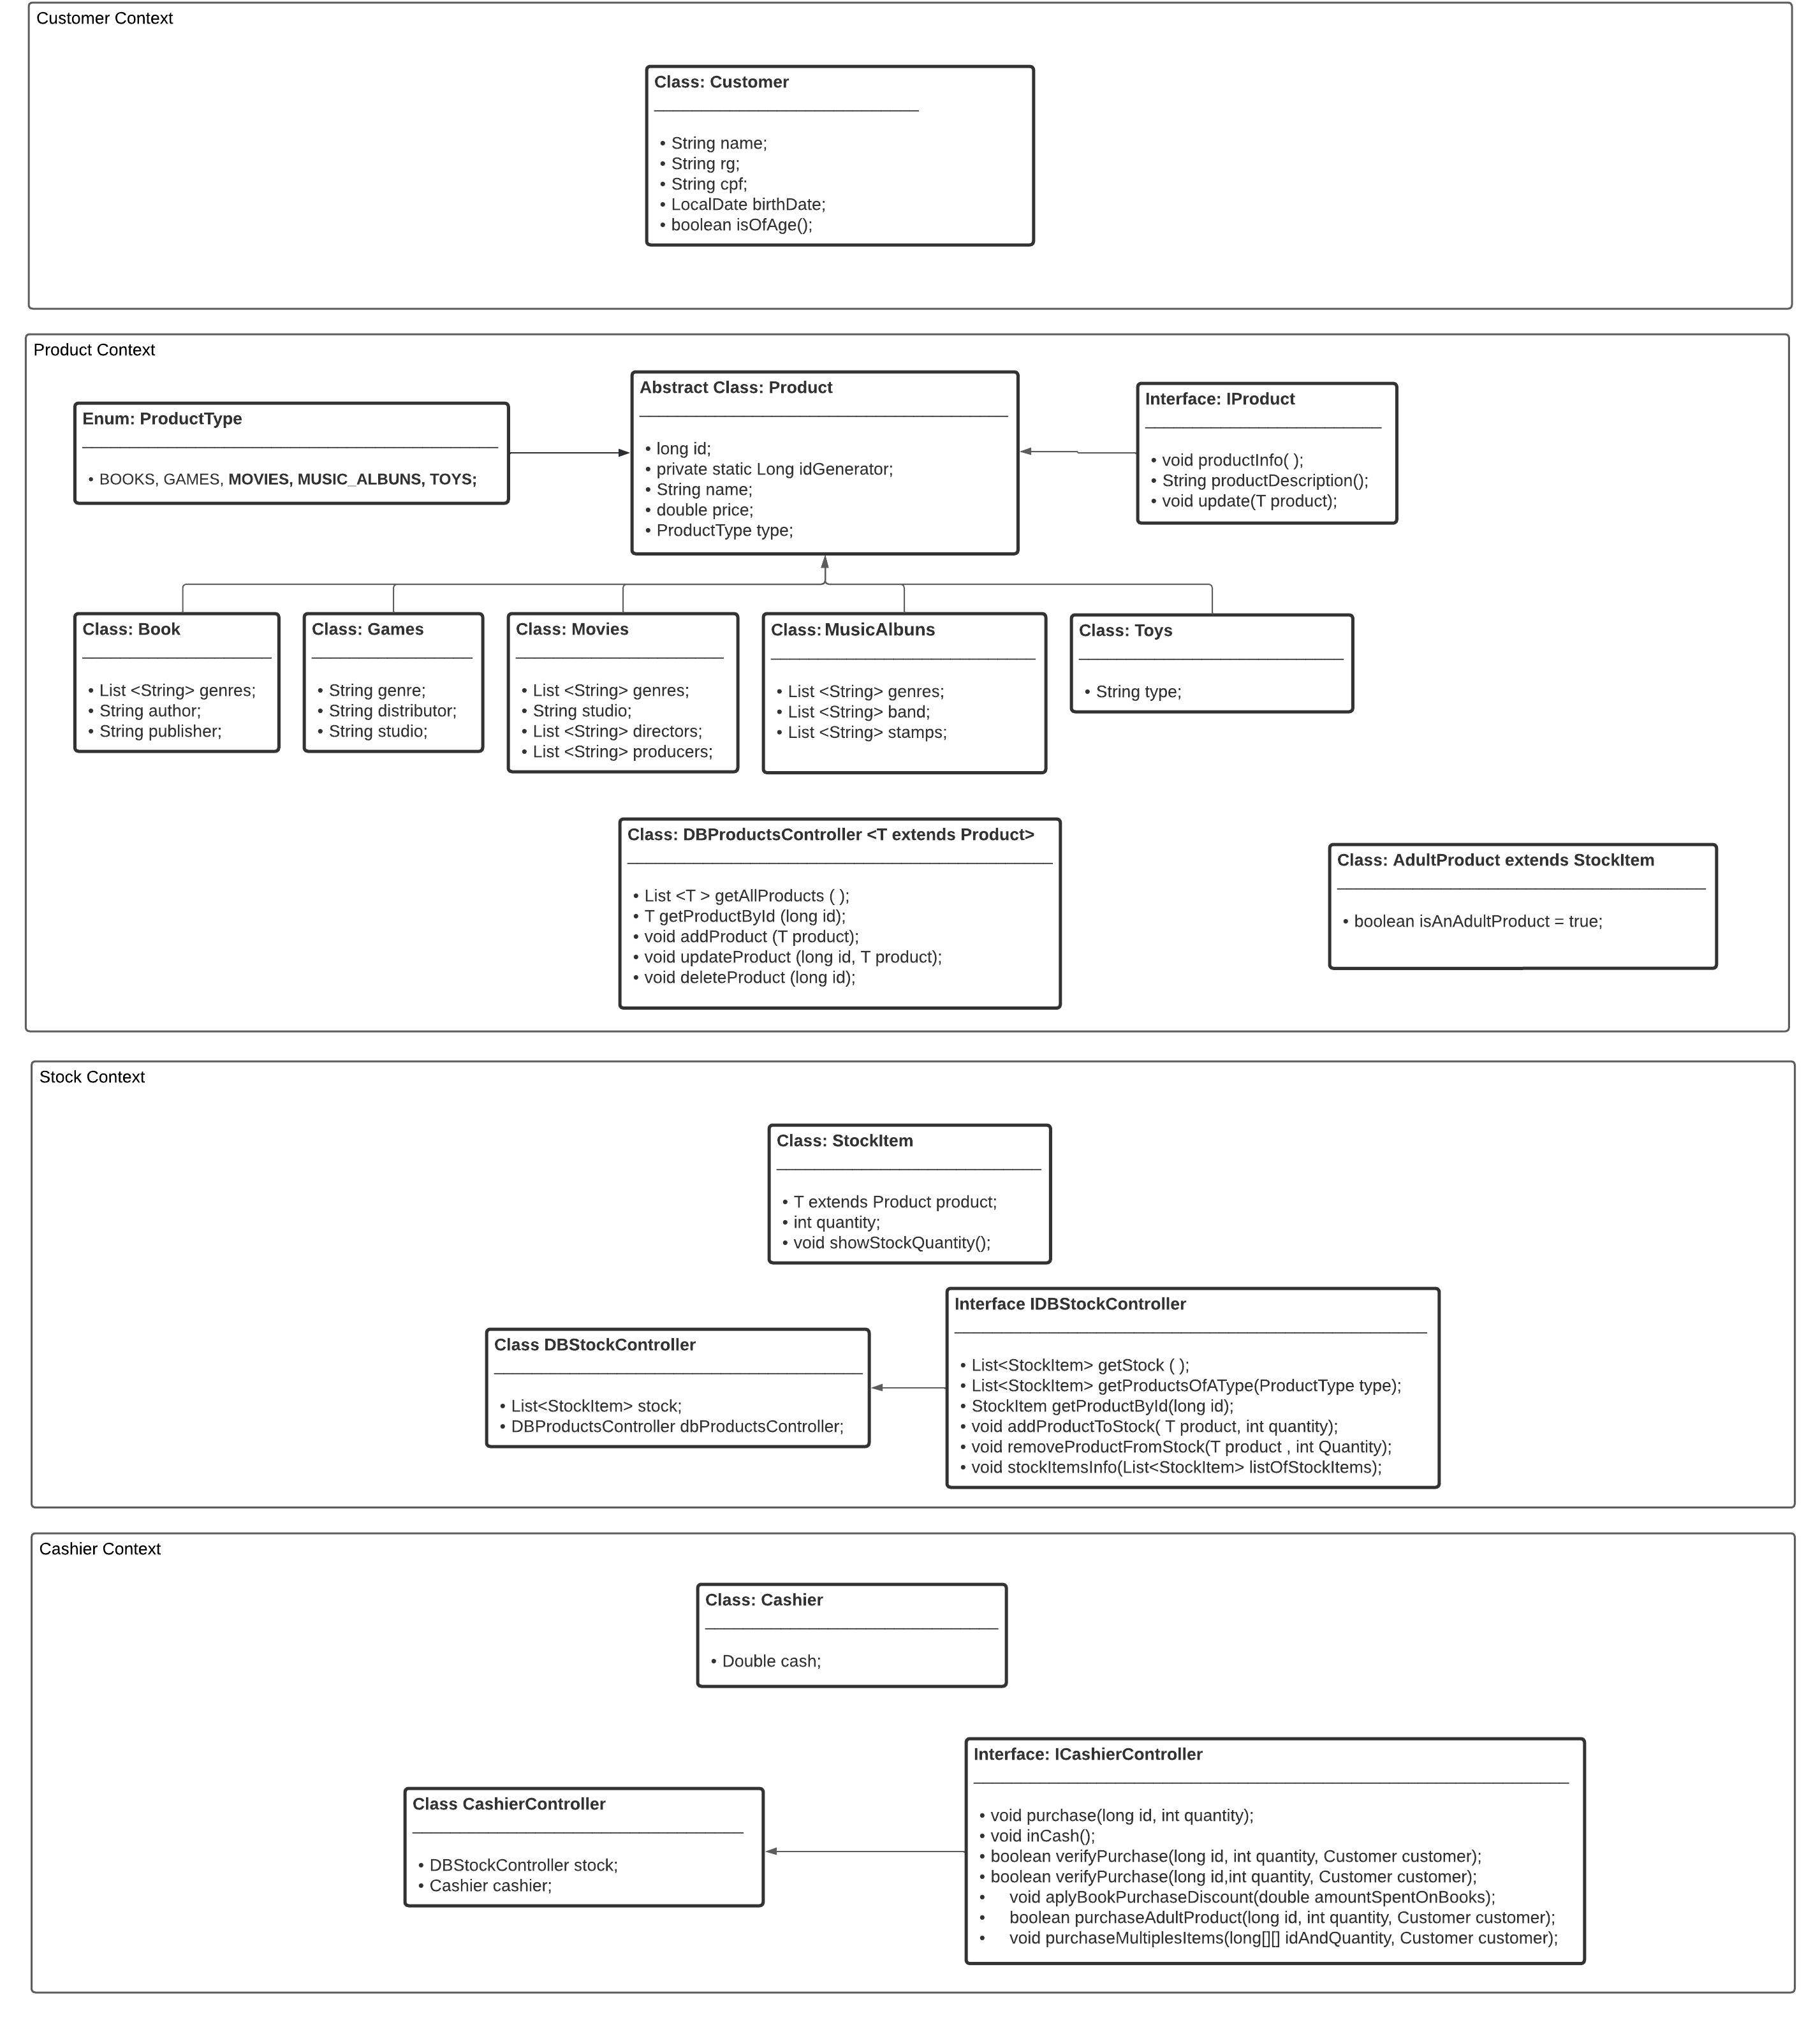 Customer Context
Class: Customer
• String name;
• String rg;
• String cpf;
• LocalDate birthDate;
• boolean isOfAge();
Product Context
Enum: ProductType
• BOOKS, GAMES, MOVIES, MUSIC_ALBUNS, TOYS;
Abstract Class: Product
• long id;
• private static Long idGenerator;
• String name;
• double price;
• ProductType type;
Interface: IProduct
• void productInfo( );
• String productDescription();
• void update(T product);
Class: Book
• List <String> genres;
• String author;
• String publisher;
Class: Games
• String genre;
• String distributor;
• String studio;
Class: Movies
• List <String> genres;
• String studio;
• List <String> directors;
• List <String> producers;
Class: MusicAlbuns
• List <String> genres;
• List <String> band;
• List <String> stamps;
Class: Toys
• String type;
Class: DBProductsController <T extends Product>
• List <T > getAllProducts ( );
• T getProductById (long id);
• void addProduct (T product);
• void updateProduct (long id, T product);
• void deleteProduct (long id);
Class: AdultProduct extends StockItem
• boolean isAnAdultProduct = true;
Stock Context
Class: StockItem
• T extends Product product;
• int quantity;
• void showStockQuantity();
Class DBStockController
• List<StockItem> stock;
• DBProductsController dbProductsController;
Interface IDBStockController
• List<StockItem> getStock ( );
• List<StockItem> getProductsOfAType(ProductType type);
• StockItem getProductById(long id);
• void addProductToStock( T product, int quantity);
• void removeProductFromStock(T product , int Quantity);
• void stockItemsInfo(List<StockItem> listOfStockItems);
Cashier Context
Class: Cashier
• Double cash;
Class CashierController
• DBStockController stock;
• Cashier cashier;
Interface: ICashierController
• void purchase(long id, int quantity);
• void inCash();
• boolean verifyPurchase(long id, int quantity, Customer customer);
• boolean verifyPurchase(long id,int quantity, Customer customer);
• void aplyBookPurchaseDiscount(double amountSpentOnBooks);
• boolean purchaseAdultProduct(long id, int quantity, Customer customer);
• void purchaseMultiplesItems(long[][] idAndQuantity, Customer customer);